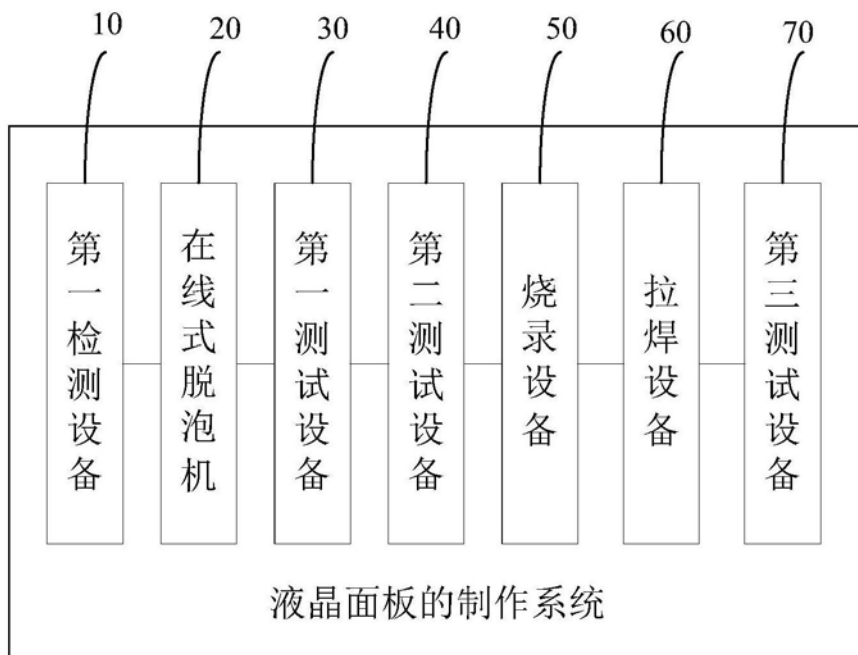 10 20 30 40 50 60 70
第一检测设备
在线式脱泡机
第一测试设备
第二测试设备
烧录设备
拉焊设备
第三测试设备
液晶面板的制作系统